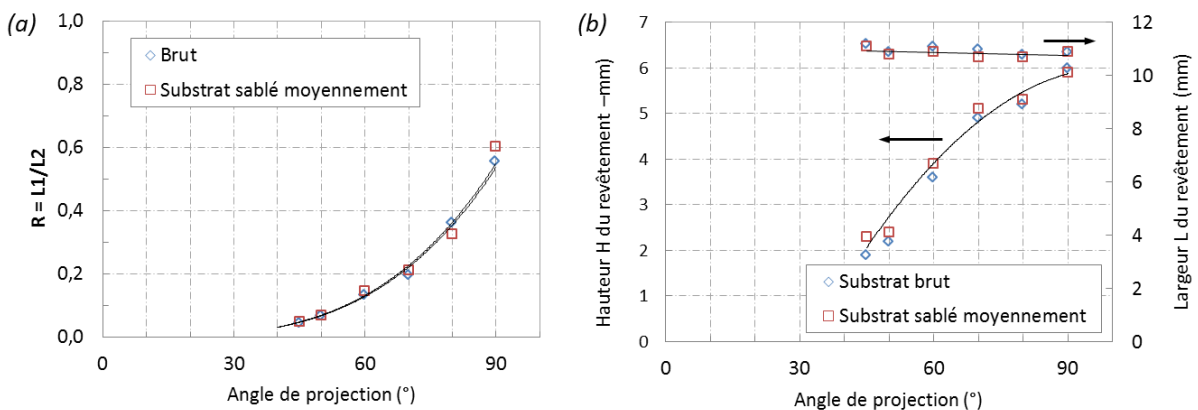 (a)
1,0
0,8
0,6
0,4
0,2
0,0
R = L1/L2
Brut
Substrat sablé moyennement
0
30
60
90
Angle de projection (°)
(b)
7
6
5
4
3
2
1
0
Hauteur H du revêtement –mm)
12
10
8
6
4
2
0
Largeur L du revêtement (mm)
Substrat brut
Substrat sablé moyennement
0
30
60
90
Angle de projection (°)